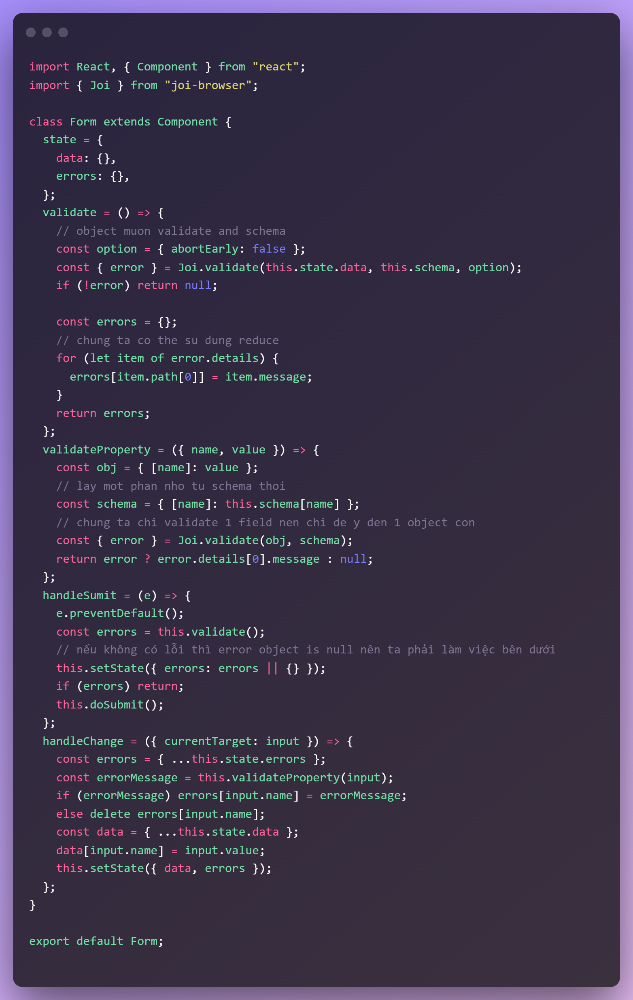 import React, { Component } from "react";
import { Joi } from "joi-browser";

class Form extends Component {
  state = {
    data: {},
    errors: {},
  };
  validate = () => {
    // object muon validate and schema
    const option = { abortEarly: false };
    const { error } = Joi.validate(this.state.data, this.schema, option);
    if (!error) return null;

    const errors = {};
    // chung ta co the su dung reduce
    for (let item of error.details) {
      errors[item.path[0]] = item.message;
    }
    return errors;
  };
  validateProperty = ({ name, value }) => {
    const obj = { [name]: value };
    // lay mot phan nho tu schema thoi
    const schema = { [name]: this.schema[name] };
    // chung ta chi validate 1 field nen chi de y den 1 object con
    const { error } = Joi.validate(obj, schema);
    return error ? error.details[0].message : null;
  };
  handleSumit = (e) => {
    e.preventDefault();
    const errors = this.validate();
    // nếu không có lỗi thì error object is null nên ta phải làm việc bên dưới
    this.setState({ errors: errors || {} });
    if (errors) return;
    this.doSubmit();
  };
  handleChange = ({ currentTarget: input }) => {
    const errors = { ...this.state.errors };
    const errorMessage = this.validateProperty(input);
    if (errorMessage) errors[input.name] = errorMessage;
    else delete errors[input.name];
    const data = { ...this.state.data };
    data[input.name] = input.value;
    this.setState({ data, errors });
  };
}

export default Form;